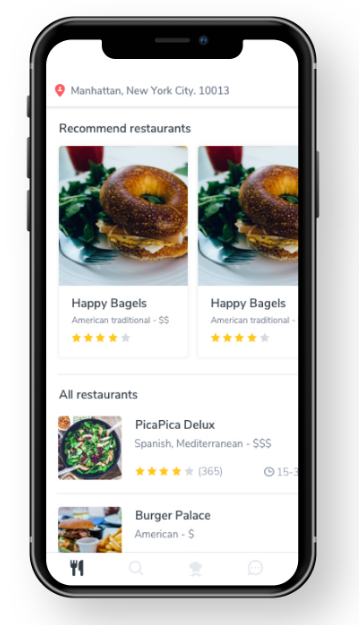 Manhattan, New York City. 10013
Recommend restaurants
Happy Bagels
American traditional - $$
Happy Bagels
American traditional -
All restaurants
PicaPica Delux
Spanish, Mediterranean - $$$
(365)
15-3
Burger Palace
American - $